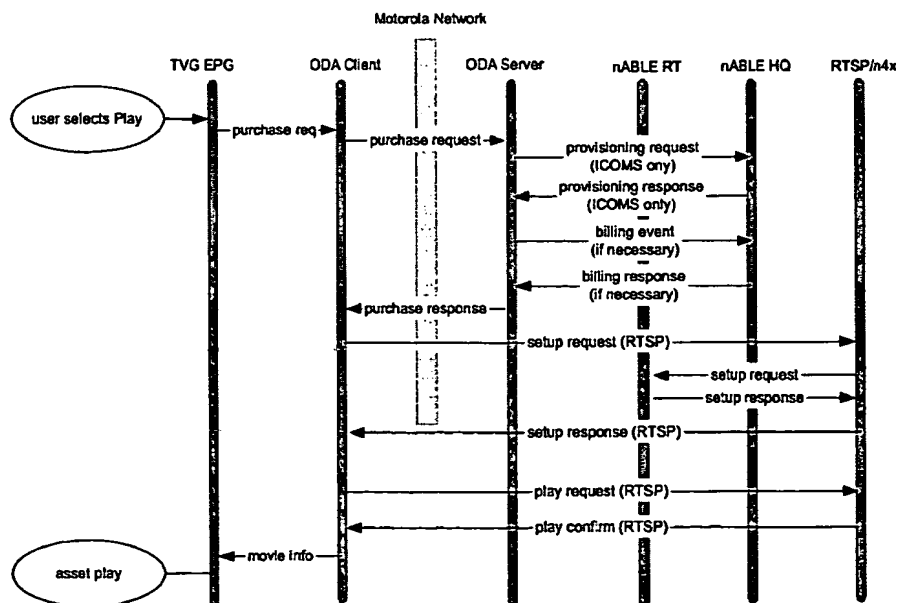 Motorola Network
TVG EPG
ODA Client
ODA Server
nABLE RT
nABLE HQ
RTSP/n4x
user selects Play
purchase req
purchase request
provisioning request
(ICOMS ony)
provisioning response
(ICOMS only)
billing event
(if necessary)
billing response
(if necessary)
purchase response
setup request (RTSP)
setup request
setup response
setup response (RTSP)
play request (RTSP)
play confirm (RTSP)
movie info
asset play